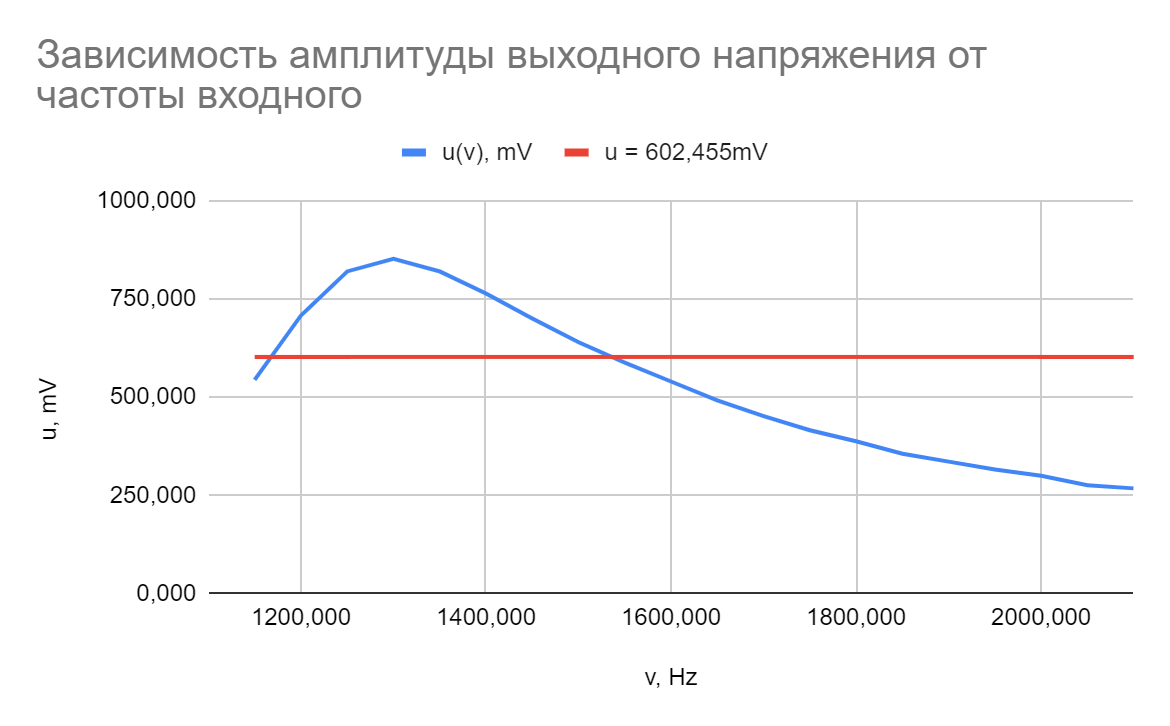 Зависимость амплитуды выходного напряжения от
частоты входного
u(v), mV
u = 602,455mV
1000,000
750,000
500,000
250,000
0,000
u, mV
1200,000
1400,000
1600,000
1800,000
2000,000
v, Hz